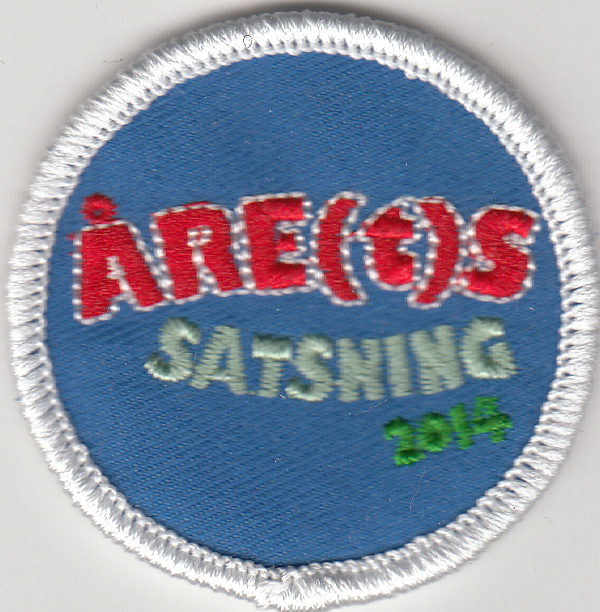 ÅRE(t)S
SATSNING
2014